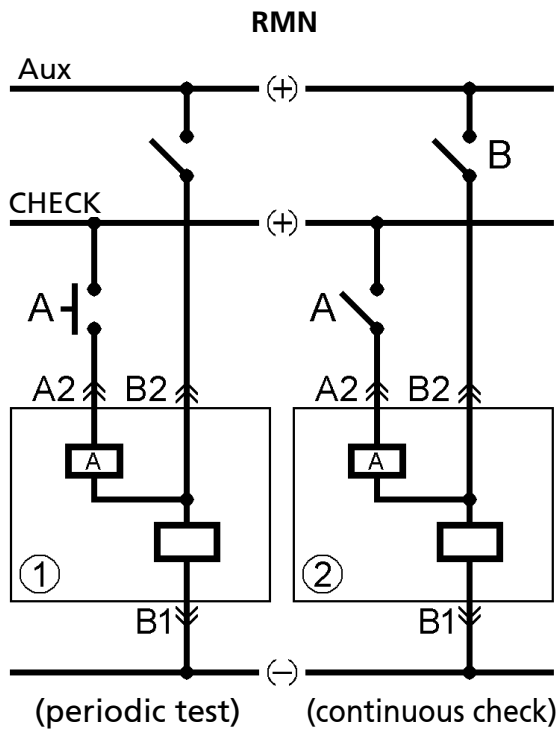 RMN
Aux
(+) (+)
B
CHECK
(+) (+)
A A
A2 B2 A2 B2
A A
1 2
B1 B1
(−) (−)
(periodic test) (continuous check)